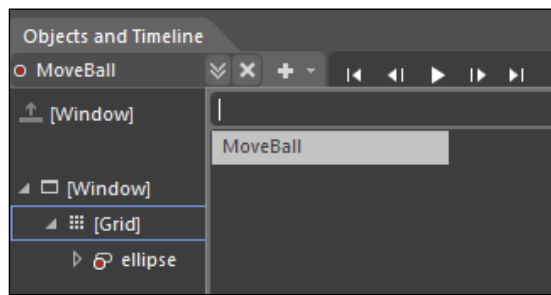 Objects and Timeline
MoveBall
[Window]
MoveBall
[Window]
[Grid]
ellipse